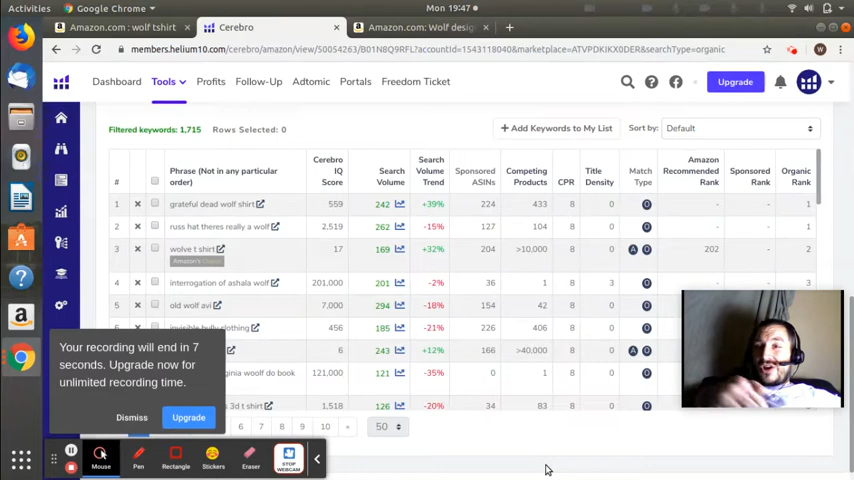 Activities
Google Chrome
Mon 19:47
Amazon.com : wolf tshirt
Cerebro
Amazon.com: Wolf desig
members.helium10.com/cerebro/amazon/view/50054263/B01N8Q9RFL?accountId=1543118040&marketplace=ATVPDKIKX0DER&searchType=organic
Dashboard Tools Profits Follow-Up Adtomic Portals Freedom Ticket
Upgrade
Filtered keywords: 1,715 Rows Selected: 0
+ Add Keywords to My List
Sort by: Default
# Phrase (Not in any particular order) Cerebro IQ Score Search Volume Search Volume Trend Sponsored ASINs Competing Products CPR Title Density Match Type Amazon Recommended Rank Sponsored Rank Organic Rank
1 grateful dead wolf shirt 559 242 +39% 224 433 8 0 O - - 1
2 russ hat theres really a wolf 2,519 262 -15% 127 104 8 0 O - - 1
3 wolve t shirt 17 169 +32% 204 >10,000 8 0 A O 202 - 2
Amazon's Choice
4 interrogation of ashala wolf 201,000 201 -2% 36 1 8 3 O - - 3
5 old wolf avi 7,000 294 -18% 154 42 8 0 O
invisible bully clothing 456 185 -21% 226 406 8 0 O
6 243 +12% 166 >40,000 8 0 A O
ginia woolf do book 121,000 121 -35% 0 1 8 0 O
3d t shirt 1,518 126 -20% 34 83 8 0 O
6 7 8 9 10 »
50
Your recording will end in 7
seconds. Upgrade now for
unlimited recording time.
Dismiss Upgrade
Mouse Pen Rectangle Stickers Eraser STOP WEBCAM